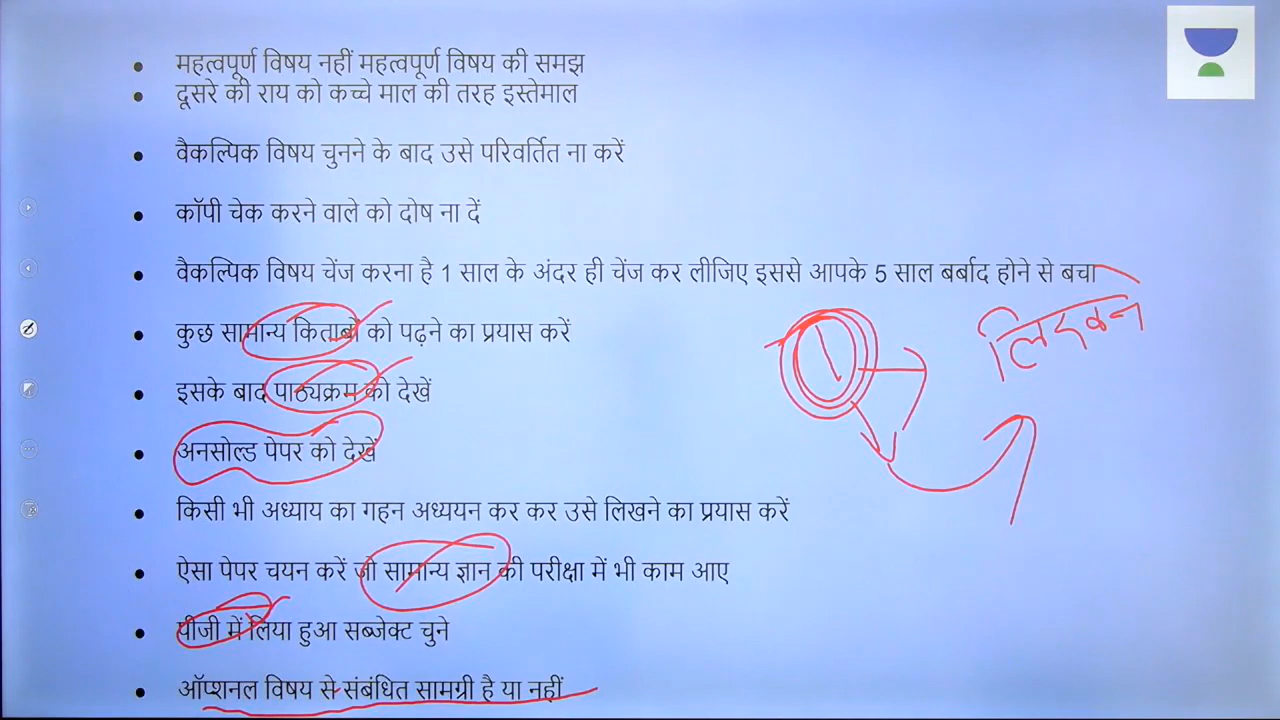 महत्वपूर्ण विषय नहीं महत्वपूर्ण विषय की समझ
दूसरे की राय को कच्चे माल की तरह इस्तेमाल
वैकल्पिक विषय चुनने के बाद उसे परिवर्तित ना करें
कॉपी चेक करने वाले को दोष ना दें
वैकल्पिक विषय चेंज करना है 1 साल के अंदर ही चेंज कर लीजिए इससे आपके 5 साल बर्बाद होने से बचा
कुछ सामान्य किताबों को पढ़ने का प्रयास करें
लिखन
इसके बाद पाठ्यक्रम को देखें
अनसोल्ड पेपर को देखें
किसी भी अध्याय का गहन अध्ययन कर कर उसे लिखने का प्रयास करें
ऐसा पेपर चयन करें जो सामान्य ज्ञान की परीक्षा में भी काम आए
पीजी में लिया हुआ सब्जेक्ट चुने
ऑप्शनल विषय से संबंधित सामग्री है या नहीं